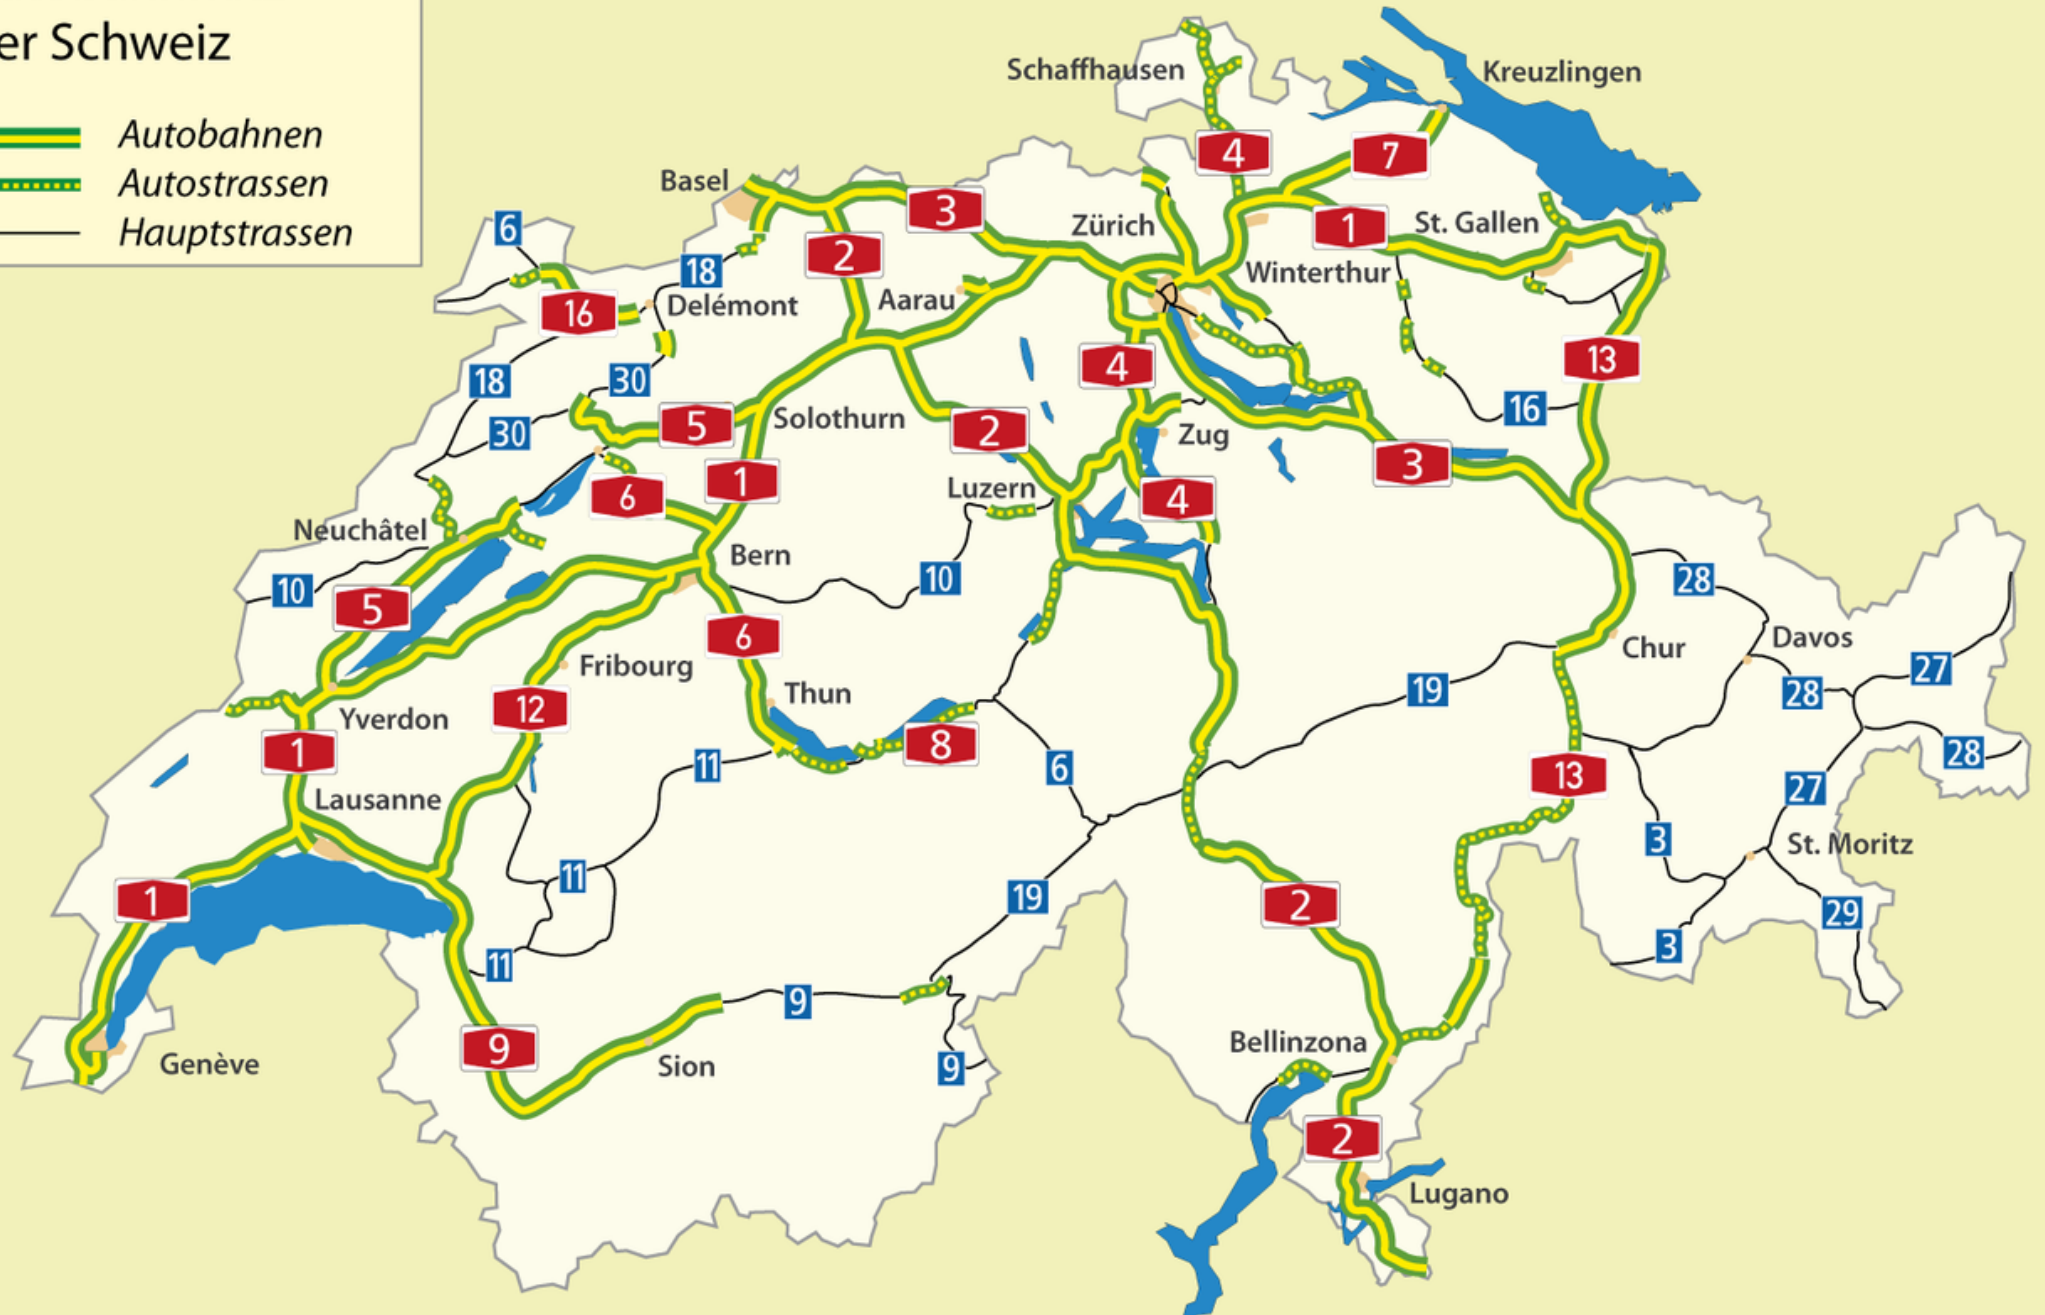 er Schweiz
Autobahnen
Autostrassen
Hauptstrassen
Schaffhausen
Kreuzlingen
4
7
Basel
3
Zürich
1
St. Gallen
6
2
18
Winterthur
16
Delémont
Aarau
4
13
18
30
16
30
5
Solothurn
2
Zug
3
1
Luzern
6
4
Neuchâtel
Bern
10
10
28
5
6
Chur
Davos
Fribourg
27
Thun
19
28
12
Yverdon
8
1
11
6
13
28
Lausanne
27
3
St. Moritz
11
1
19
2
29
11
3
9
9
Bellinzona
Genève
Sion
9
2
Lugano